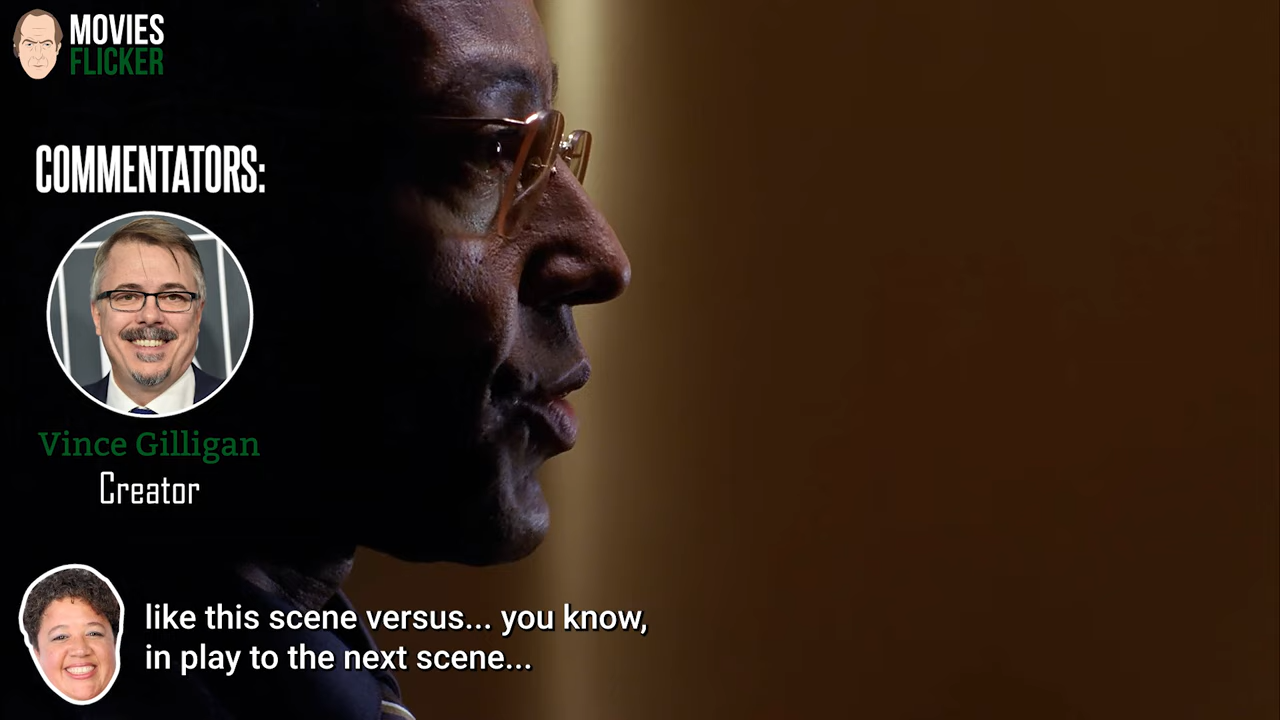 MOVIES
FLICKER
COMMENTATORS:
Vince Gilligan
Creator
like this scene versus... you know,
in play to the next scene...